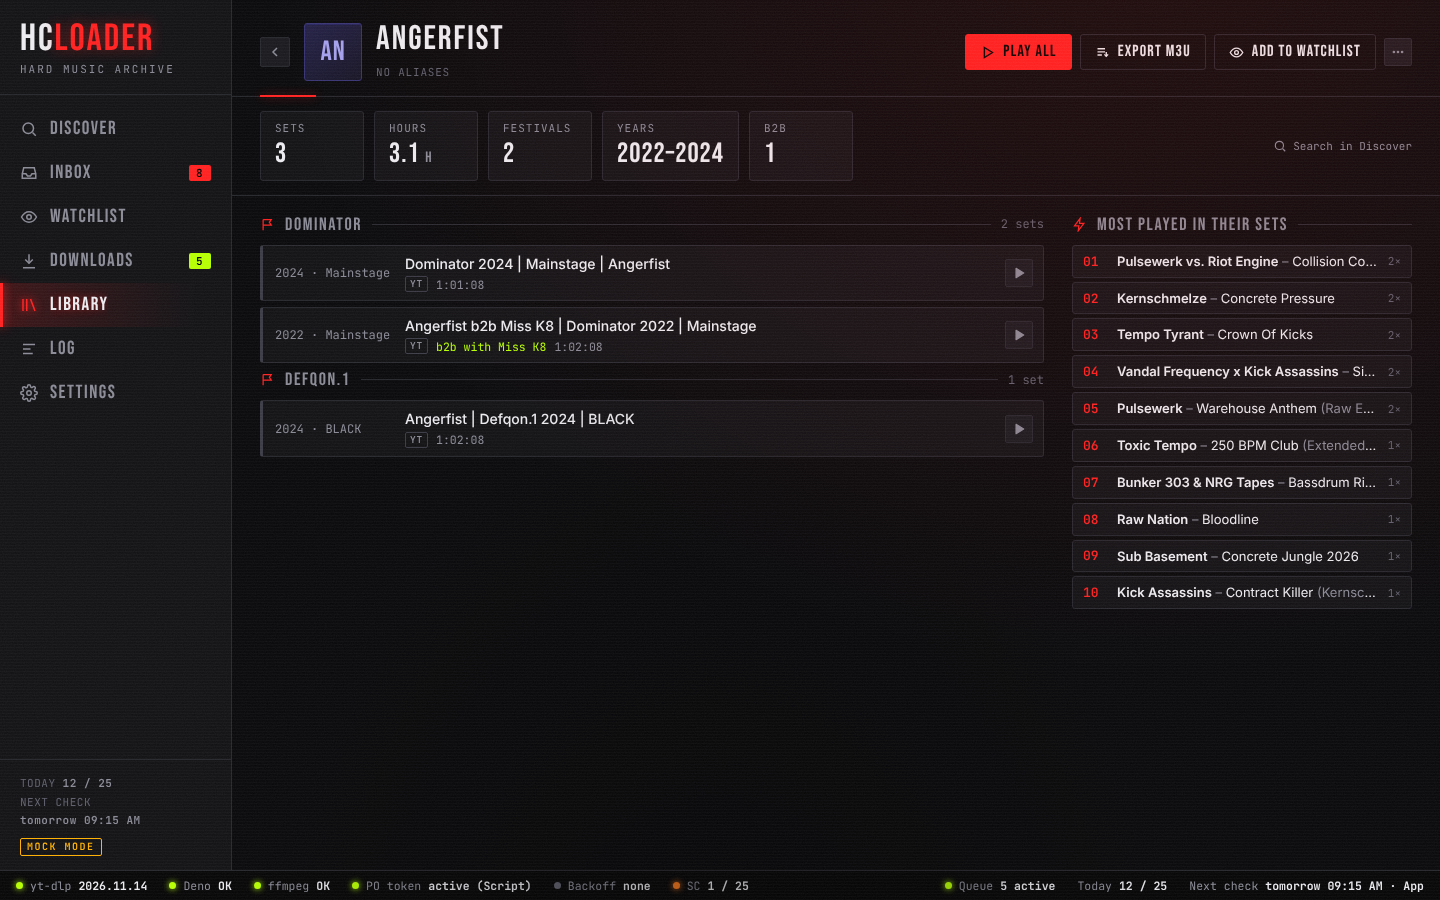 HCLOADER
HARD MUSIC ARCHIVE
DISCOVER
INBOX 8
WATCHLIST
DOWNLOADS 5
LIBRARY
LOG
SETTINGS
TODAY 12 / 25
NEXT CHECK
tomorrow 09:15 AM
MOCK MODE
AN
ANGERFIST
NO ALIASES
PLAY ALL
EXPORT M3U
ADD TO WATCHLIST
SETS
3
HOURS
3.1 H
FESTIVALS
2
YEARS
2022–2024
B2B
1
Search in Discover
DOMINATOR 2 sets
2024 · Mainstage
Dominator 2024 | Mainstage | Angerfist
YT 1:01:08
2022 · Mainstage
Angerfist b2b Miss K8 | Dominator 2022 | Mainstage
YT b2b with Miss K8 1:02:08
DEFQON.1 1 set
2024 · BLACK
Angerfist | Defqon.1 2024 | BLACK
YT 1:02:08
MOST PLAYED IN THEIR SETS
01 Pulsewerk vs. Riot Engine – Collision Co... 2×
02 Kernschmelze – Concrete Pressure 2×
03 Tempo Tyrant – Crown Of Kicks 2×
04 Vandal Frequency x Kick Assassins – Si... 2×
05 Pulsewerk – Warehouse Anthem (Raw E... 2×
06 Toxic Tempo – 250 BPM Club (Extended... 1×
07 Bunker 303 & NRG Tapes – Bassdrum Ri... 1×
08 Raw Nation – Bloodline 1×
09 Sub Basement – Concrete Jungle 2026 1×
10 Kick Assassins – Contract Killer (Kernsc... 1×
yt-dlp 2026.11.14 Deno OK ffmpeg OK PO token active (Script) Backoff none SC 1 / 25 Queue 5 active Today 12 / 25 Next check tomorrow 09:15 AM · App